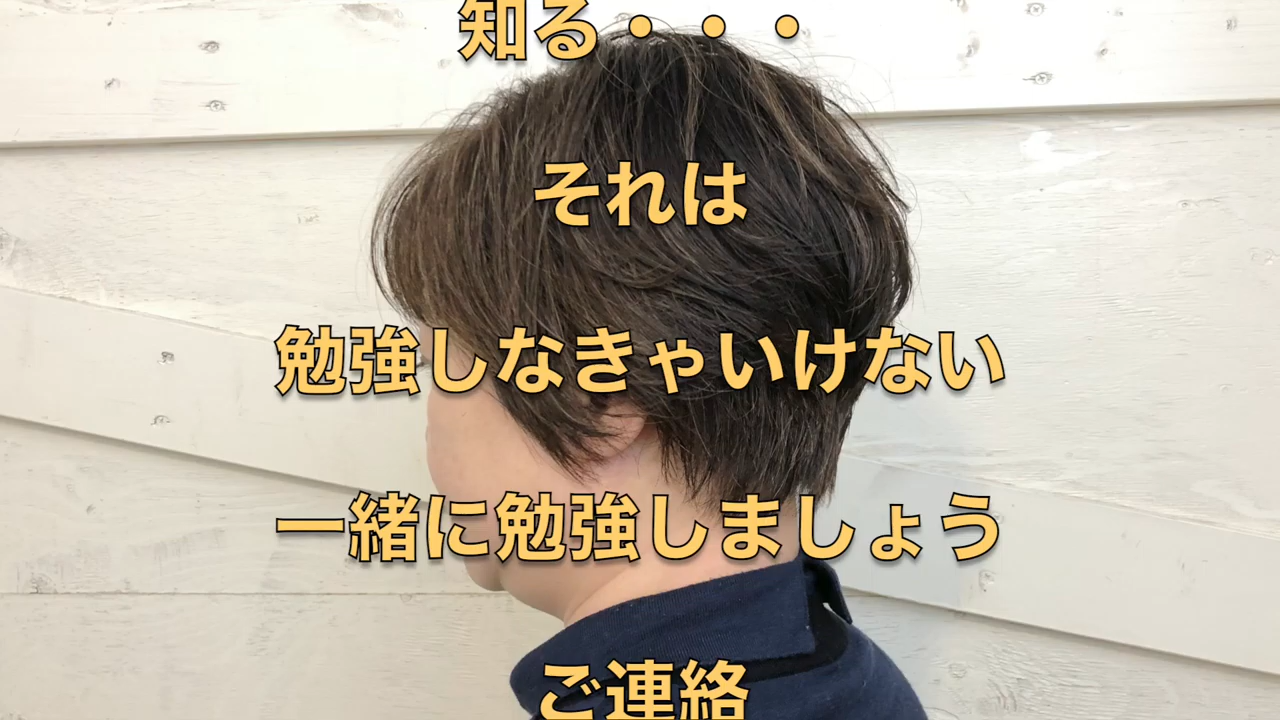 知る・・・
それは
勉強しなきゃいけない
一緒に勉強しましょう
ご連絡